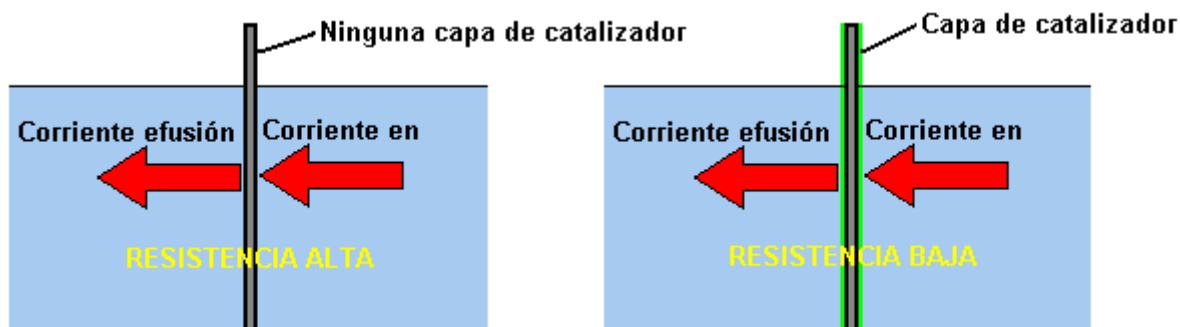 Ninguna capa de catalizador
Corriente efusión
Corriente en
RESISTENCIA ALTA
Capa de catalizador
Corriente efusión
Corriente en
RESISTENCIA BAJA